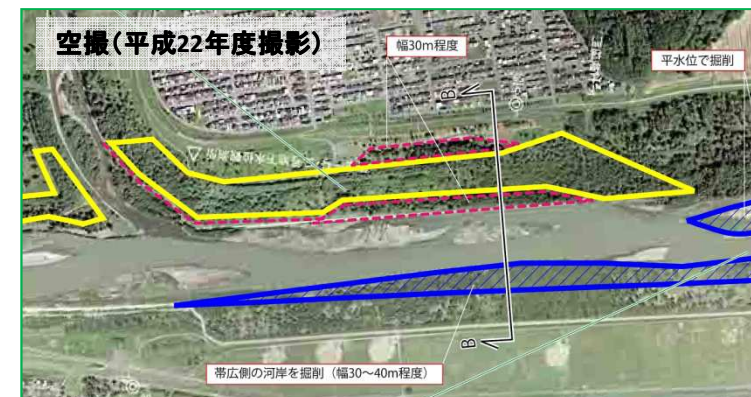 空撮（平成22年度撮影）
幅30m程度
平水位で掘削
B
B
帯広側の河岸を掘削（幅30～40m程度）